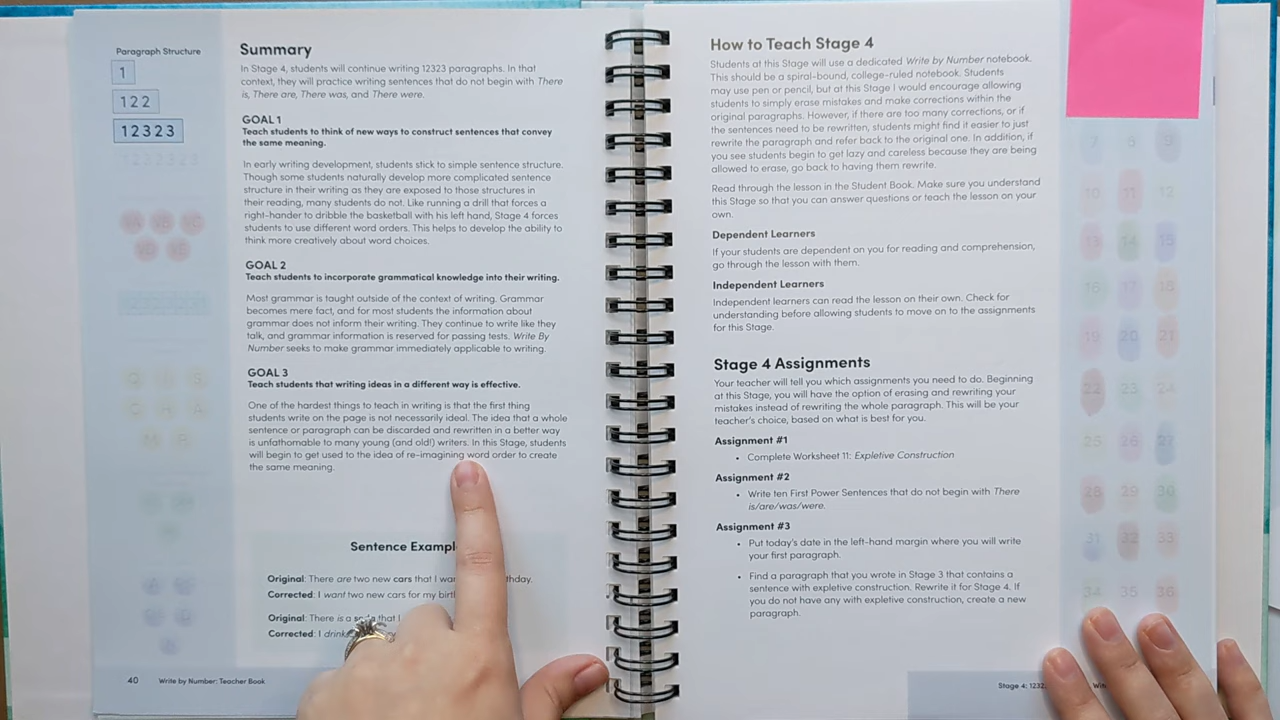 Paragraph Structure
1
1 2 2
1 2 3 2 3
Summary
In Stage 4, students will continue writing 12323 paragraphs. In that
context, they will practice writing sentences that do not begin with There
is, There are, There was, and There were.
GOAL 1
Teach students to think of new ways to construct sentences that convey
the same meaning.
In early writing development, students stick to simple sentence structure.
Though some students naturally develop more complicated sentence
structure in their writing as they are exposed to those structures in
their reading, many students do not. Like running a drill that forces a
right-hander to dribble the basketball with his left hand, Stage 4 forces
students to use different word orders. This helps to develop the ability to
think more creatively about word choices.
GOAL 2
Teach students to incorporate grammatical knowledge into their writing.
Most grammar is taught outside of the context of writing. Grammar
becomes mere fact, and for most students the information about
grammar does not inform their writing. They continue to write like they
talk, and grammar information is reserved for passing tests. Write By
Number seeks to make grammar immediately applicable to writing.
GOAL 3
Teach students that writing ideas in a different way is effective.
One of the hardest things to teach in writing is that the first thing
students write on the page is not necessarily ideal. The idea that a whole
sentence or paragraph can be discarded and rewritten in a better way
is unfathomable to many young (and old!) writers. In this Stage, students
will begin to get used to the idea of re-imagining word order to create
the same meaning.
Sentence
Original: There are two new cars that I
Corrected: I want two new cars for my
Original: There is a that I
Corrected: I
40 Write by Number: Teacher Book
How to Teach Stage 4
Students at this Stage will use a dedicated Write by Number notebook.
This should be a spiral-bound, college-ruled notebook. Students
may use pen or pencil, but at this Stage I would encourage allowing
students to simply erase mistakes and make corrections within the
original paragraphs. However, if there are too many corrections, or if
the sentences need to be rewritten, students might find it easier to just
rewrite the paragraph and refer back to the original one. In addition, if
you see students begin to get lazy and careless because they are being
allowed to erase, go back to having them rewrite.
Read through the lesson in the Student Book. Make sure you understand
this Stage so that you can answer questions or teach the lesson on your
own.
Dependent Learners
If your students are dependent on you for reading and comprehension,
go through the lesson with them.
Independent Learners
Independent learners can read the lesson on their own. Check for
understanding before allowing students to move on to the assignments
for this Stage.
Stage 4 Assignments
Your teacher will tell you which assignments you need to do. Beginning
at this Stage, you will have the option of erasing and rewriting your
mistakes instead of rewriting the whole paragraph. This will be your
teacher's choice, based on what is best for you.
Assignment #1
• Complete Worksheet 11: Expletive Construction
Assignment #2
• Write ten First Power Sentences that do not begin with There
is/are/was/were.
Assignment #3
• Put today's date in the left-hand margin where you will write
your first paragraph.
• Find a paragraph that you wrote in Stage 3 that contains a
sentence with expletive construction. Rewrite it for Stage 4. If
you do not have any with expletive construction, create a new
paragraph.
Stage 4: